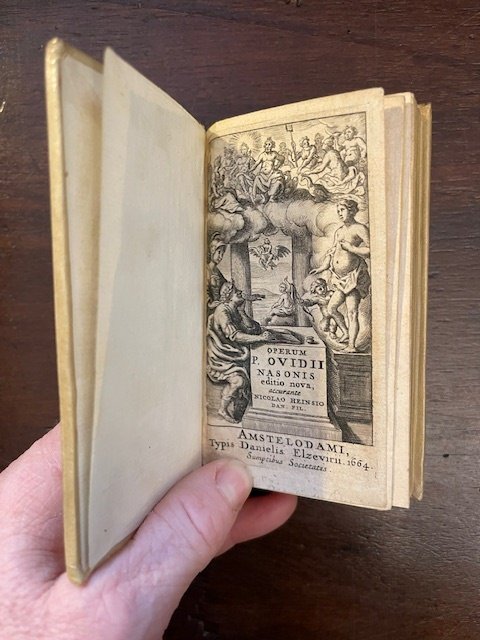 OPERUM
P. OVIDII
NASONIS
editio nova,
accurante
NICOLAO HEINSIO
DAN. FIL.
AMSTELODAMI,
Typis Danielis Elzevirii. 1664.
Sumptibus Societatis.